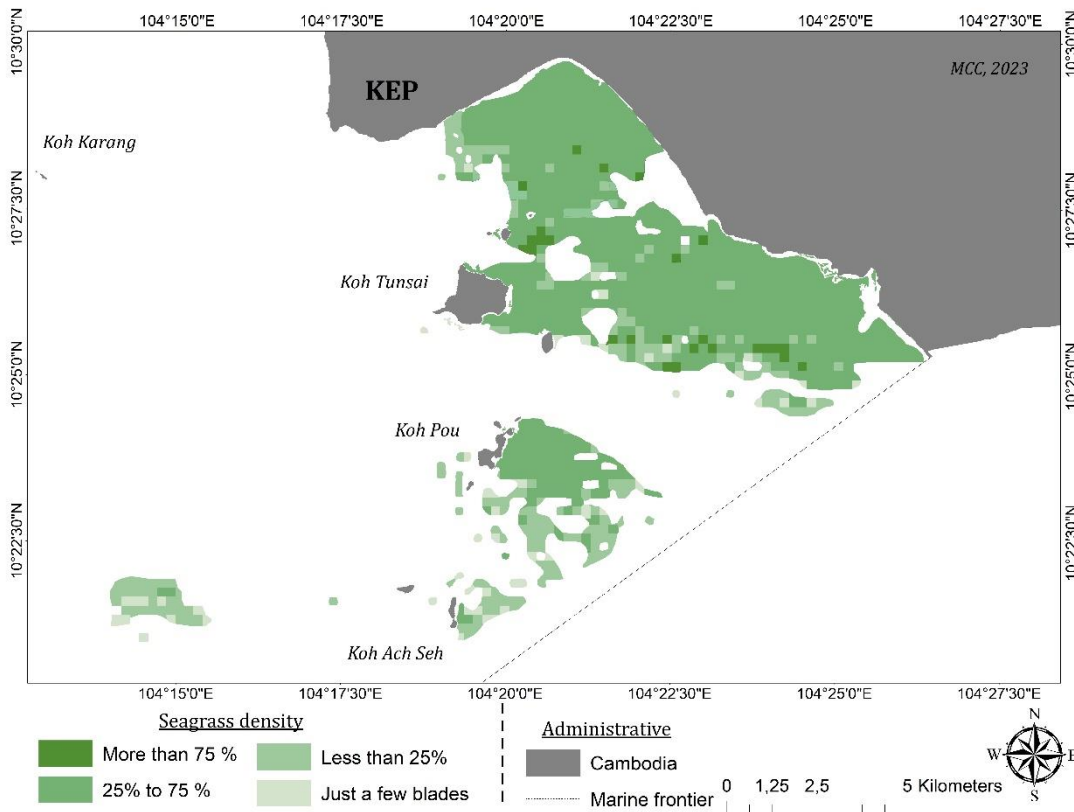 104°15'0"E 104°17'30"E 104°20'0"E 104°22'30"E 104°25'0"E 104°27'30"E
10°30'0"N 10°30'0"N
KEP
MCC, 2023
Koh Karang
10°27'30"N 10°27'30"N
Koh Tunsai
10°25'0"N 10°25'0"N
Koh Pou
10°22'30"N 10°22'30"N
Koh Ach Seh
104°15'0"E 104°17'30"E 104°20'0"E 104°22'30"E 104°25'0"E 104°27'30"E
Seagrass density
More than 75 %
25% to 75 %
Less than 25%
Just a few blades
Administrative
Cambodia
Marine frontier
0 1,25 2,5 5 Kilometers
N
W E
S